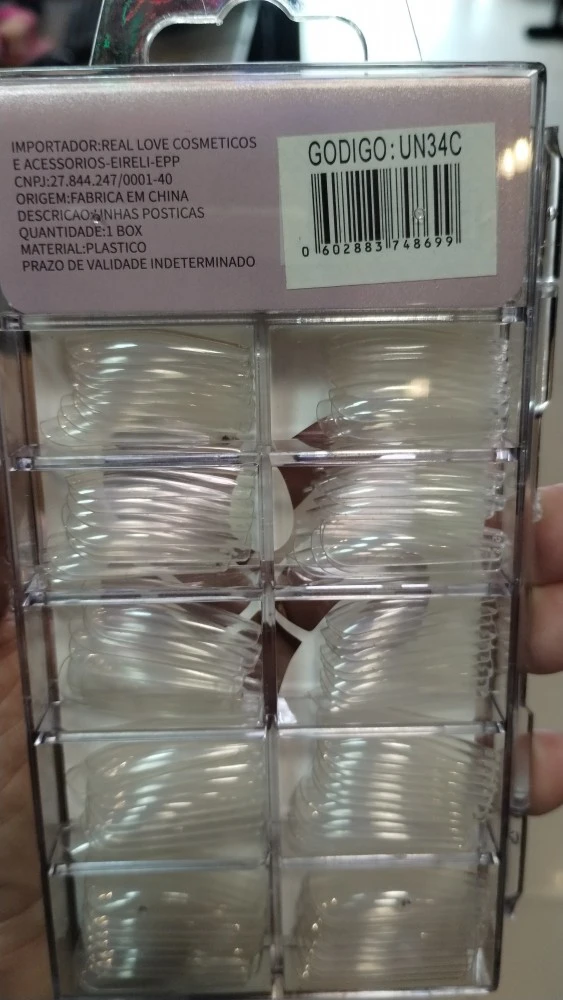 IMPORTADOR:REAL LOVE COSMETICOS
E ACESSORIOS-EIRELI-EPP
CNPJ:27.844.247/0001-40
ORIGEM:FABRICA EM CHINA
DESCRICAO:UNHAS POSTICAS
QUANTIDADE:1 BOX
MATERIAL:PLASTICO
PRAZO DE VALIDADE INDETERMINADO
GODIGO:UN34C
0 602883 748699